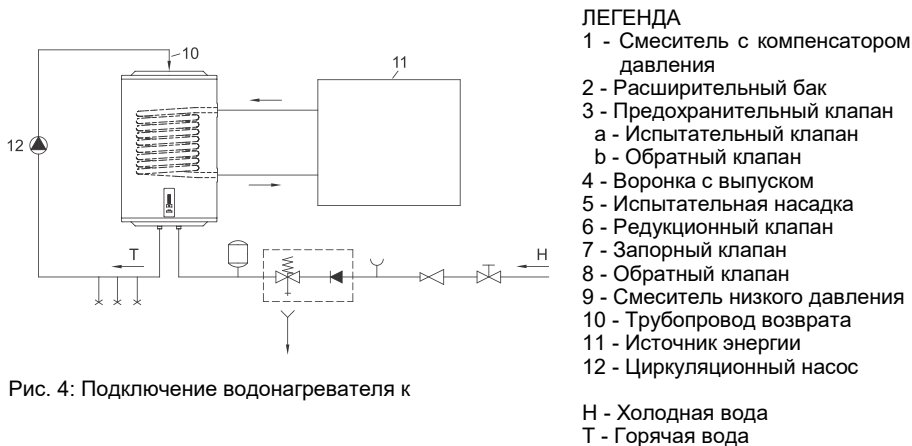 10
11
12
T
H
Рис. 4: Подключение водонагревателя к
ЛЕГЕНДА
1 - Смеситель с компенсатором
давления
2 - Расширительный бак
3 - Предохранительный клапан
a - Испытательный клапан
b - Обратный клапан
4 - Воронка с выпуском
5 - Испытательная насадка
6 - Редукционный клапан
7 - Запорный клапан
8 - Обратный клапан
9 - Смеситель низкого давления
10 - Трубопровод возврата
11 - Источник энергии
12 - Циркуляционный насос
H - Холодная вода
T - Горячая вода